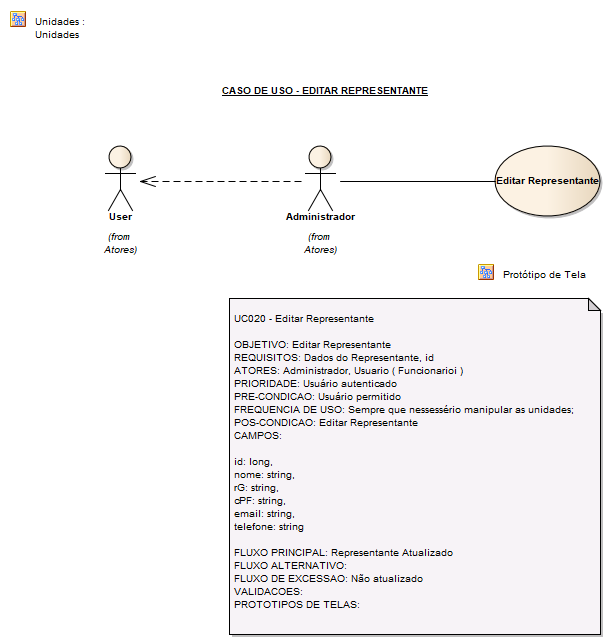 Unidades :
Unidades
CASO DE USO - EDITAR REPRESENTANTE
Editar Representante
User
Administrador
(from
Atores)
(from
Atores)
Protótipo de Tela
UC020 - Editar Representante
OBJETIVO: Editar Representante
REQUISITOS: Dados do Representante, id
ATORES: Administrador, Usuario ( Funcionarioi )
PRIORIDADE: Usuário autenticado
PRE-CONDICAO: Usuário permitido
FREQUENCIA DE USO: Sempre que nessessério manipular as unidades;
POS-CONDICAO: Editar Representante
CAMPOS:
id: long,
nome: string,
rG: string,
cPF: string,
email: string,
telefone: string
FLUXO PRINCIPAL: Representante Atualizado
FLUXO ALTERNATIVO:
FLUXO DE EXCESSAO: Não atualizado
VALIDACOES:
PROTOTIPOS DE TELAS: